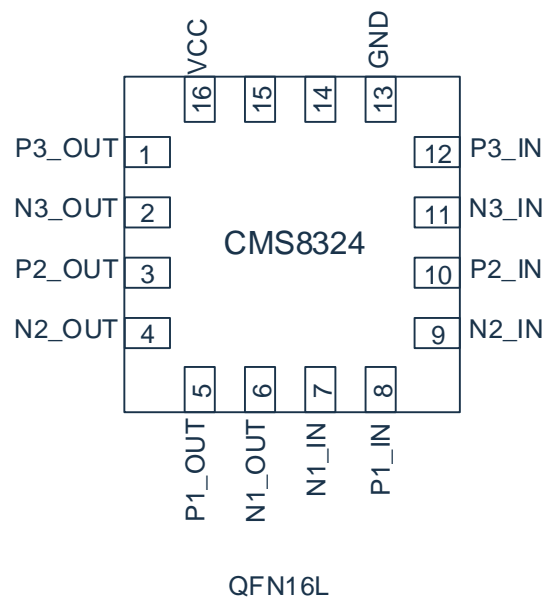 VCC
GND
16
15
14
13
P3_OUT 1
12 P3_IN
N3_OUT 2
11 N3_IN
CMS8324
P2_OUT 3
10 P2_IN
N2_OUT 4
9 N2_IN
5
6
7
8
P1_OUT
N1_OUT
N1_IN
P1_IN
QFN16L